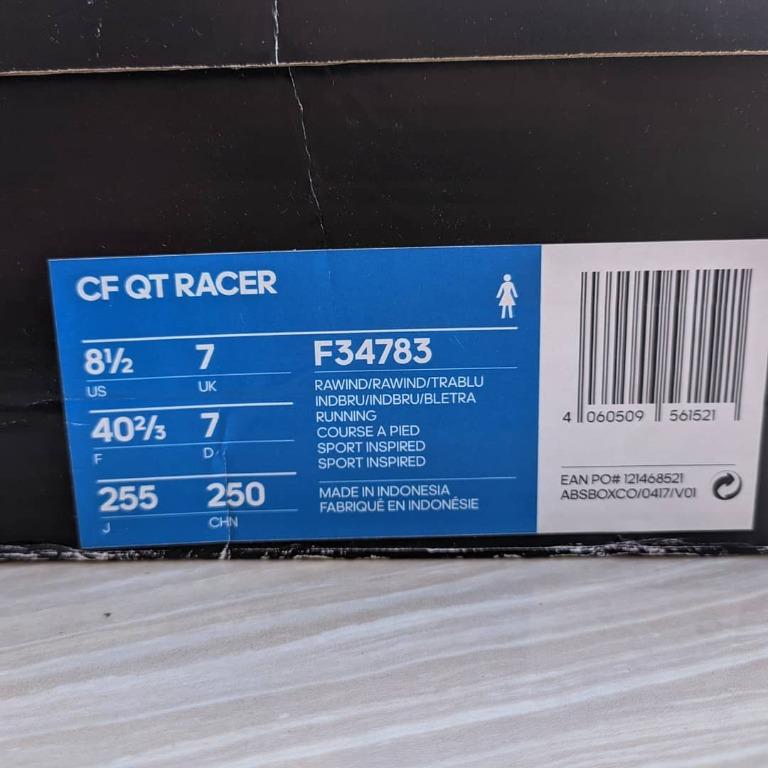 CF QT RACER
8½ 7
US UK
40⅔ 7
F D
255 250
J CHN
F34783
RAWIND/RAWIND/TRABLU
INDBRU/INDBRU/BLETRA
RUNNING
COURSE A PIED
SPORT INSPIRED
SPORT INSPIRED
MADE IN INDONESIA
FABRIQUÉ EN INDONÉSIE
4 060509 561521
EAN PO# 121468521
ABSBOXCO/0417/V01